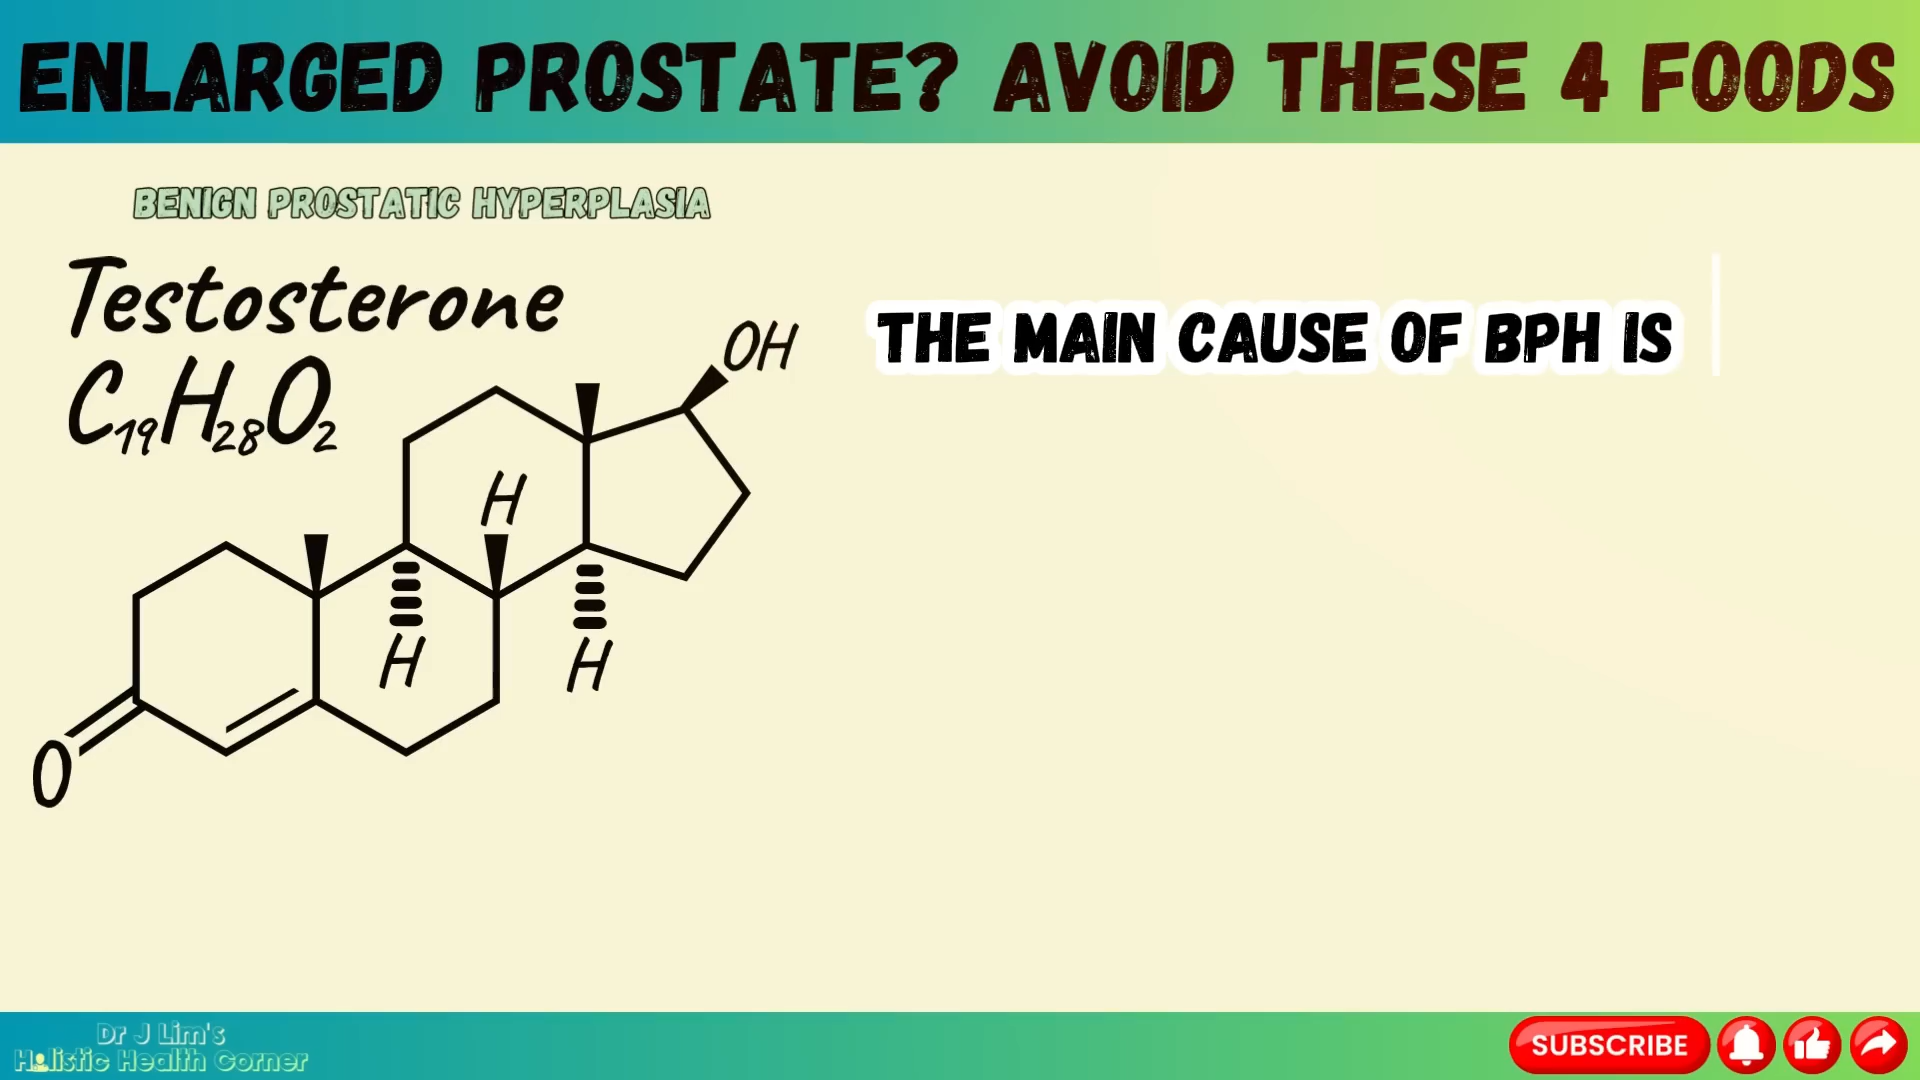 ENLARGED PROSTATE? AVOID THESE 4 FOODS
BENIGN PROSTATIC HYPERPLASIA
Testosterone
C19H28O2
OH
THE MAIN CAUSE OF BPH IS
H
H
H
O
Dr J Lim's
Holistic Health Corner
SUBSCRIBE